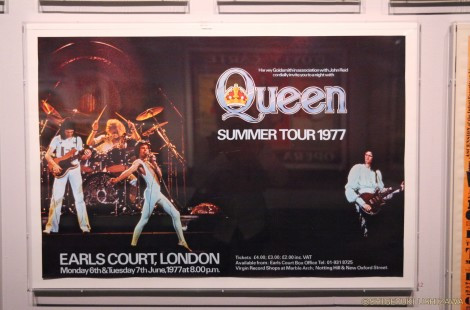 Harvey Goldsmith in association with John Reid
cordially invites you to a night with
Queen
SUMMER TOUR 1977
EARLS COURT, LONDON
Monday 6th & Tuesday 7th June, 1977 at 8.00 p.m.
Tickets £4.00, £3.00, £2.00 inc. VAT
Available from: Earls Court Box Office Tel: 01-
Virgin Record Shops at Marble Arch, Notting Hill & New Oxford Street.